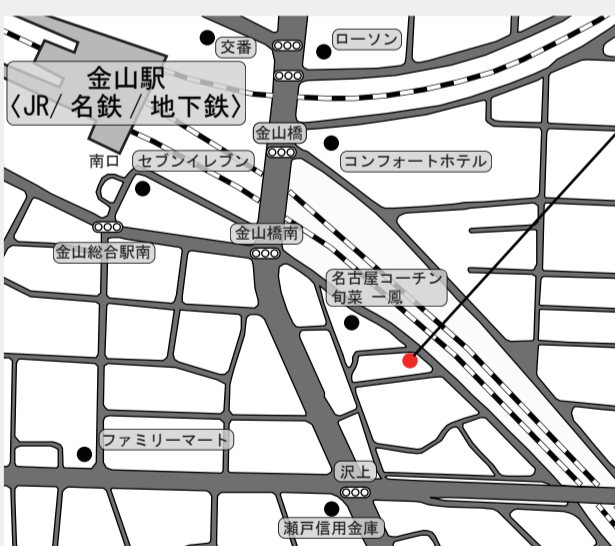 交番
ローソン
金山駅
〈JR/ 名鉄 / 地下鉄〉
金山橋
南口
セブンイレブン
コンフォートホテル
金山橋南
金山総合駅南
名古屋コーチン
旬菜 一鳳
ファミリーマート
沢上
瀬戸信用金庫